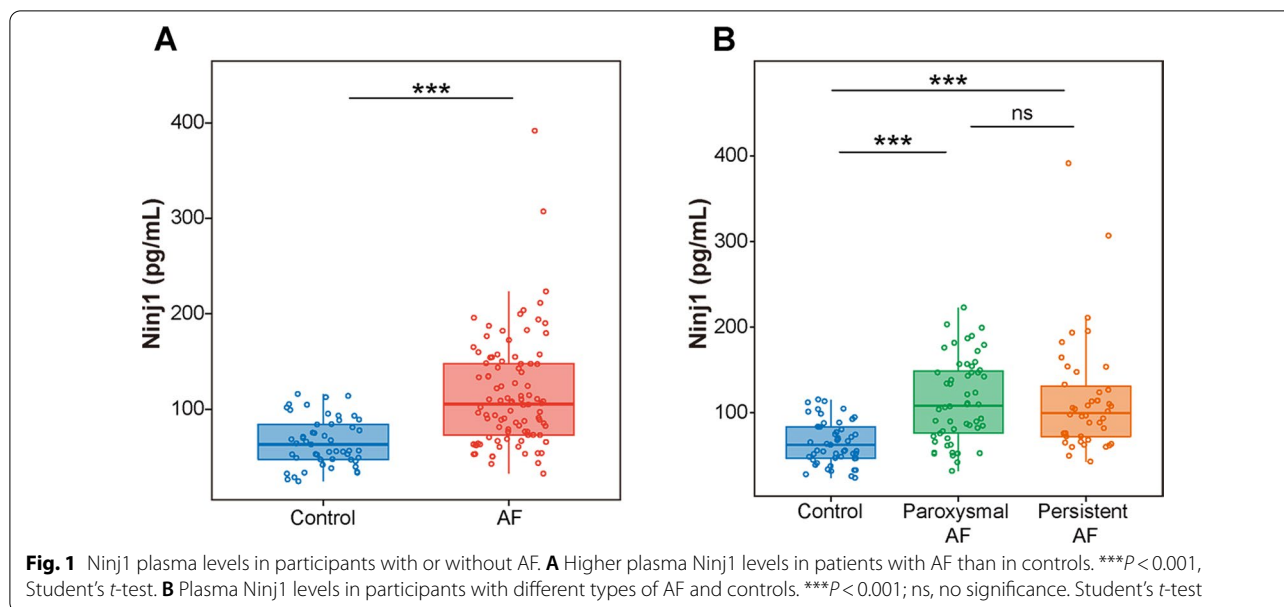 A
***
400
300
200
100
Ninj1 (pg/mL)
Control
AF
B
***
ns
***
400
300
200
100
Ninj1 (pg/mL)
Control
Paroxysmal
AF
Persistent
AF
Fig. 1 Ninj1 plasma levels in participants with or without AF. A Higher plasma Ninj1 levels in patients with AF than in controls. ***P < 0.001,
Student's t-test. B Plasma Ninj1 levels in participants with different types of AF and controls. ***P < 0.001; ns, no significance. Student's t-test